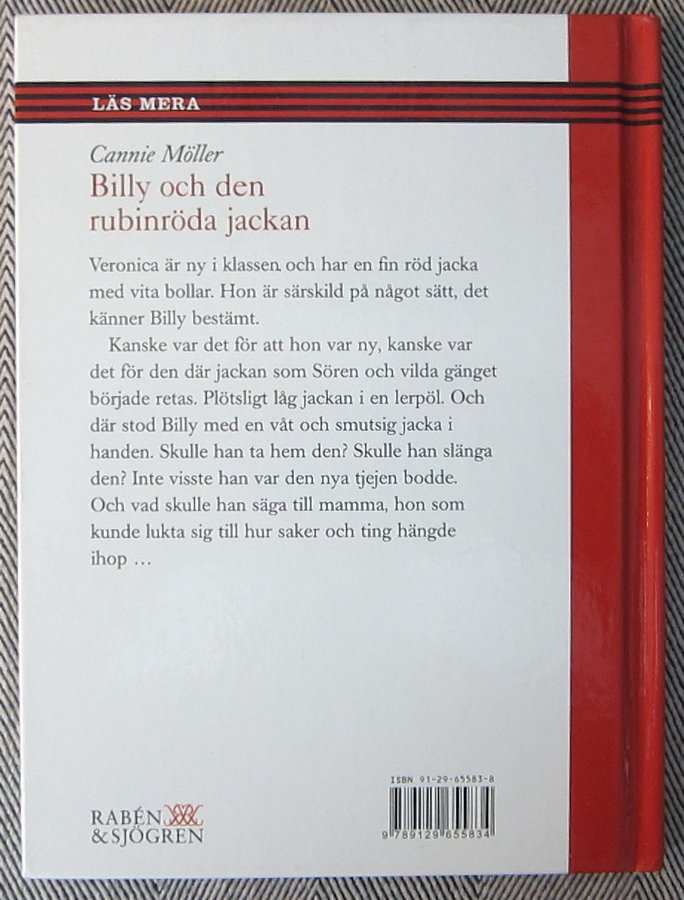 LÄS MERA
Cannie Möller
Billy och den
rubinröda jackan
Veronica är ny i klassen och har en fin röd jacka
med vita bollar. Hon är särskild på något sätt, det
känner Billy bestämt.
Kanske var det för att hon var ny, kanske var
det för den där jackan som Sören och vilda gänget
började retas. Plötsligt låg jackan i en lerpöl. Och
där stod Billy med en våt och smutsig jacka i
handen. Skulle han ta hem den? Skulle han slänga
den? Inte visste han var den nya tjejen bodde.
Och vad skulle han säga till mamma, hon som
kunde lukta sig till hur saker och ting hängde
ihop …
ISBN 91-29-65583-8
9 789129 655834
RABÉN
& SJÖGREN